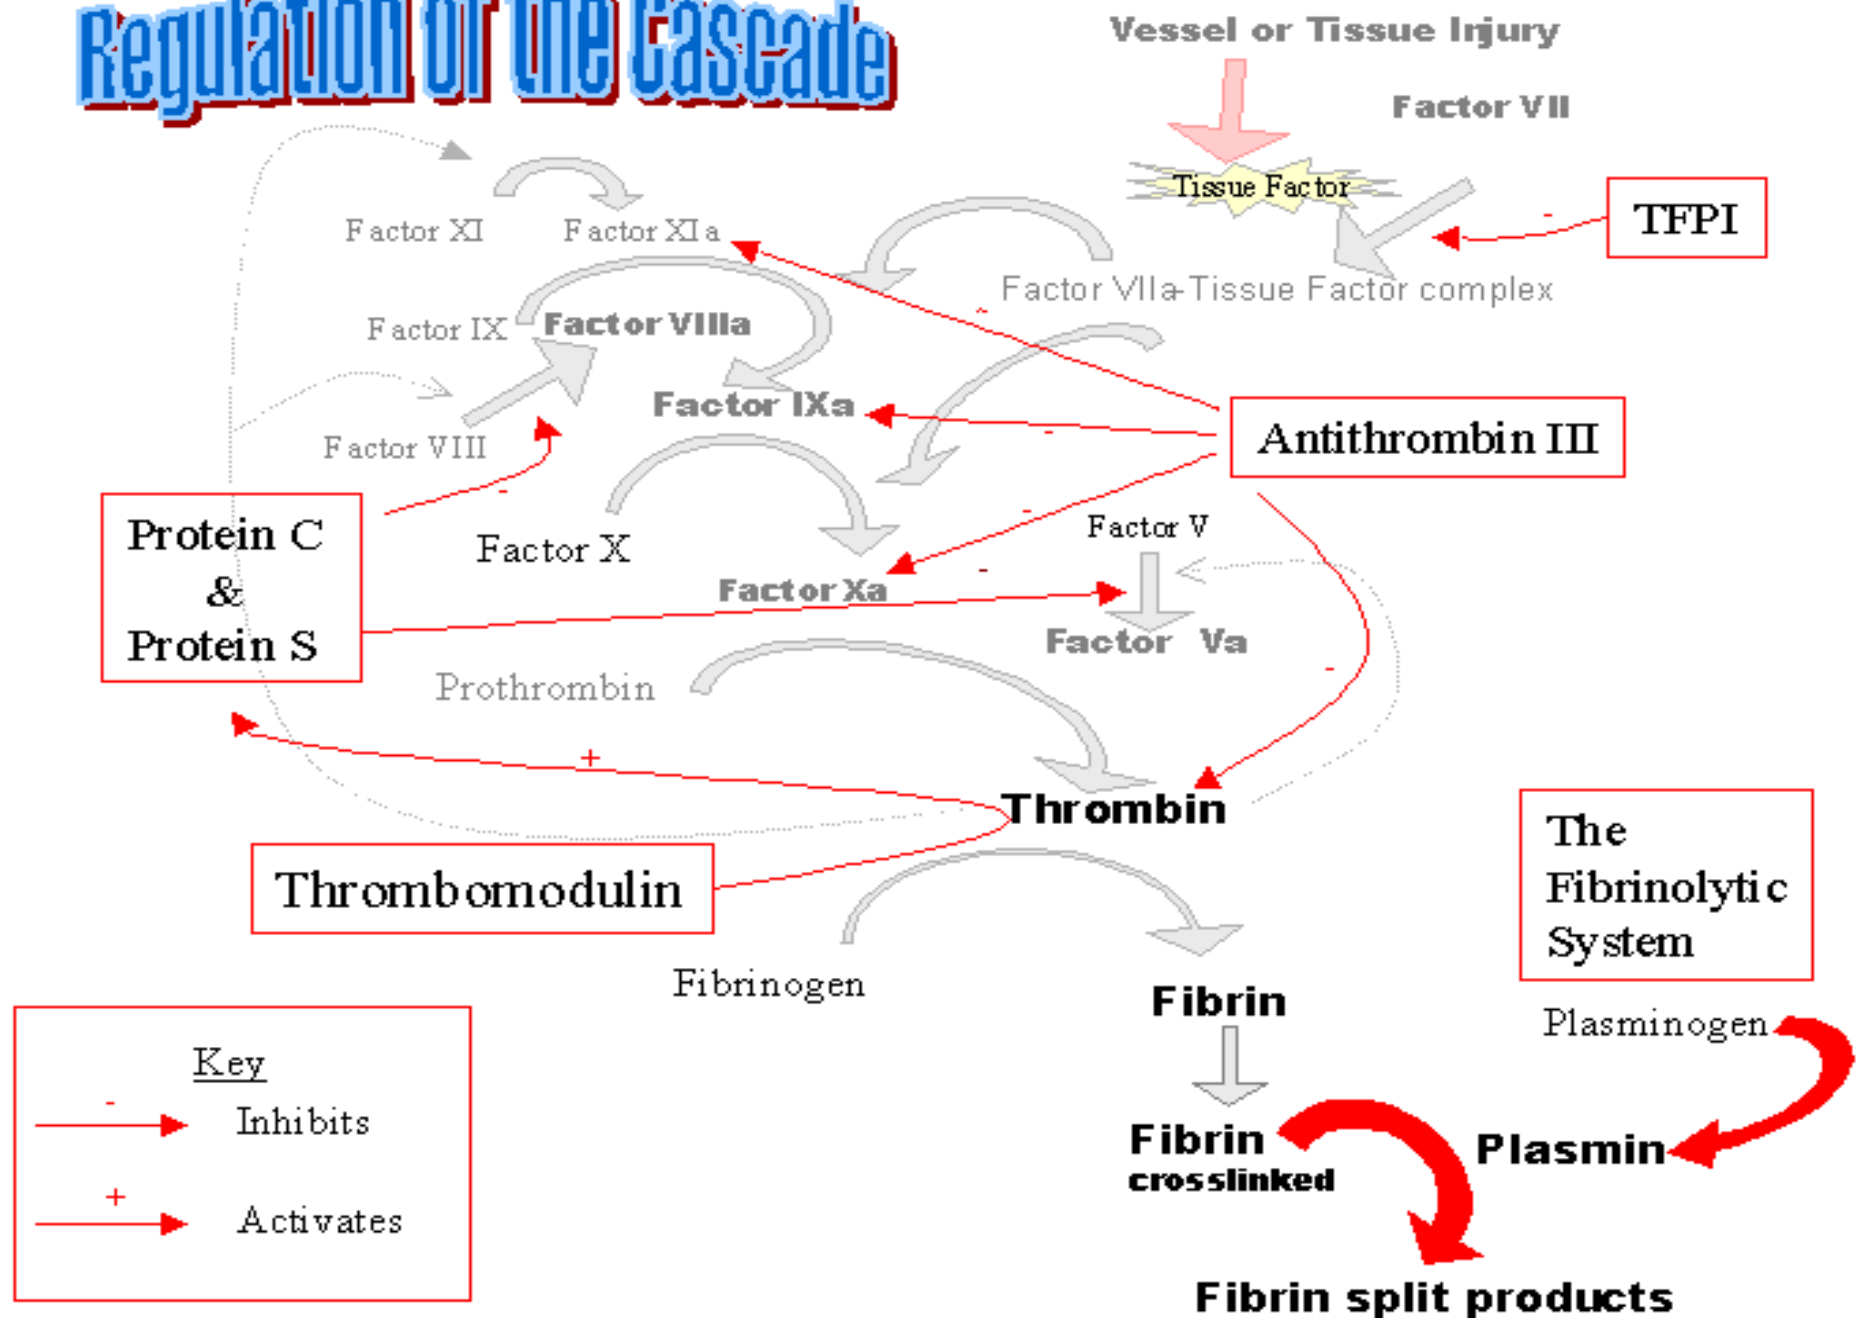 Regulation of the Cascade
Vessel or Tissue Injury
Factor VII
Tissue Factor
TFPI
-
Factor XI
Factor XIa
Factor VIIa-Tissue Factor complex
-
Factor IX
Factor VIIIa
Factor IXa
-
Antithrombin III
Factor VIII
-
Protein C
&
Protein S
Factor X
-
Factor V
-
Factor Xa
Factor Va
-
Prothrombin
+
Thrombin
Thrombomodulin
The
Fibrinolytic
System
Fibrinogen
Fibrin
Plasminogen
Key
-
Inhibits
+
Activates
Fibrin
crosslinked
Plasmin
Fibrin split products